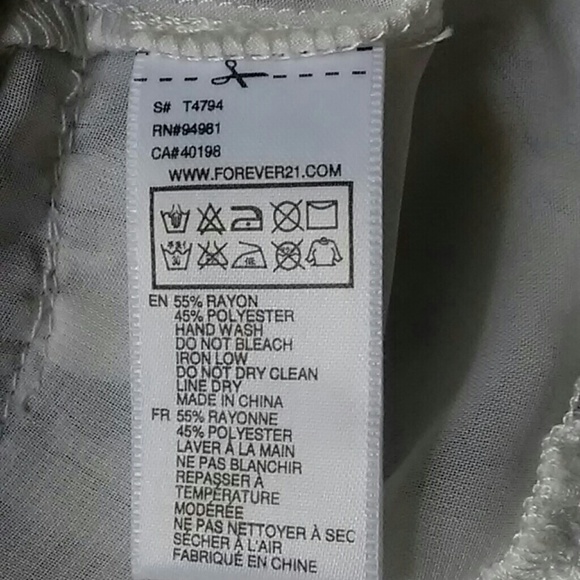 S# T4794
RN#94981
CA#40198
WWW.FOREVER21.COM
EN 55% RAYON
45% POLYESTER
HAND WASH
DO NOT BLEACH
IRON LOW
DO NOT DRY CLEAN
LINE DRY
MADE IN CHINA
FR 55% RAYONNE
45% POLYESTER
LAVER À LA MAIN
NE PAS BLANCHIR
REPASSER À
TEMPÉRATURE
MODÉRÉE
NE PAS NETTOYER À SEC
SÉCHER À L'AIR
FABRIQUÉ EN CHINE